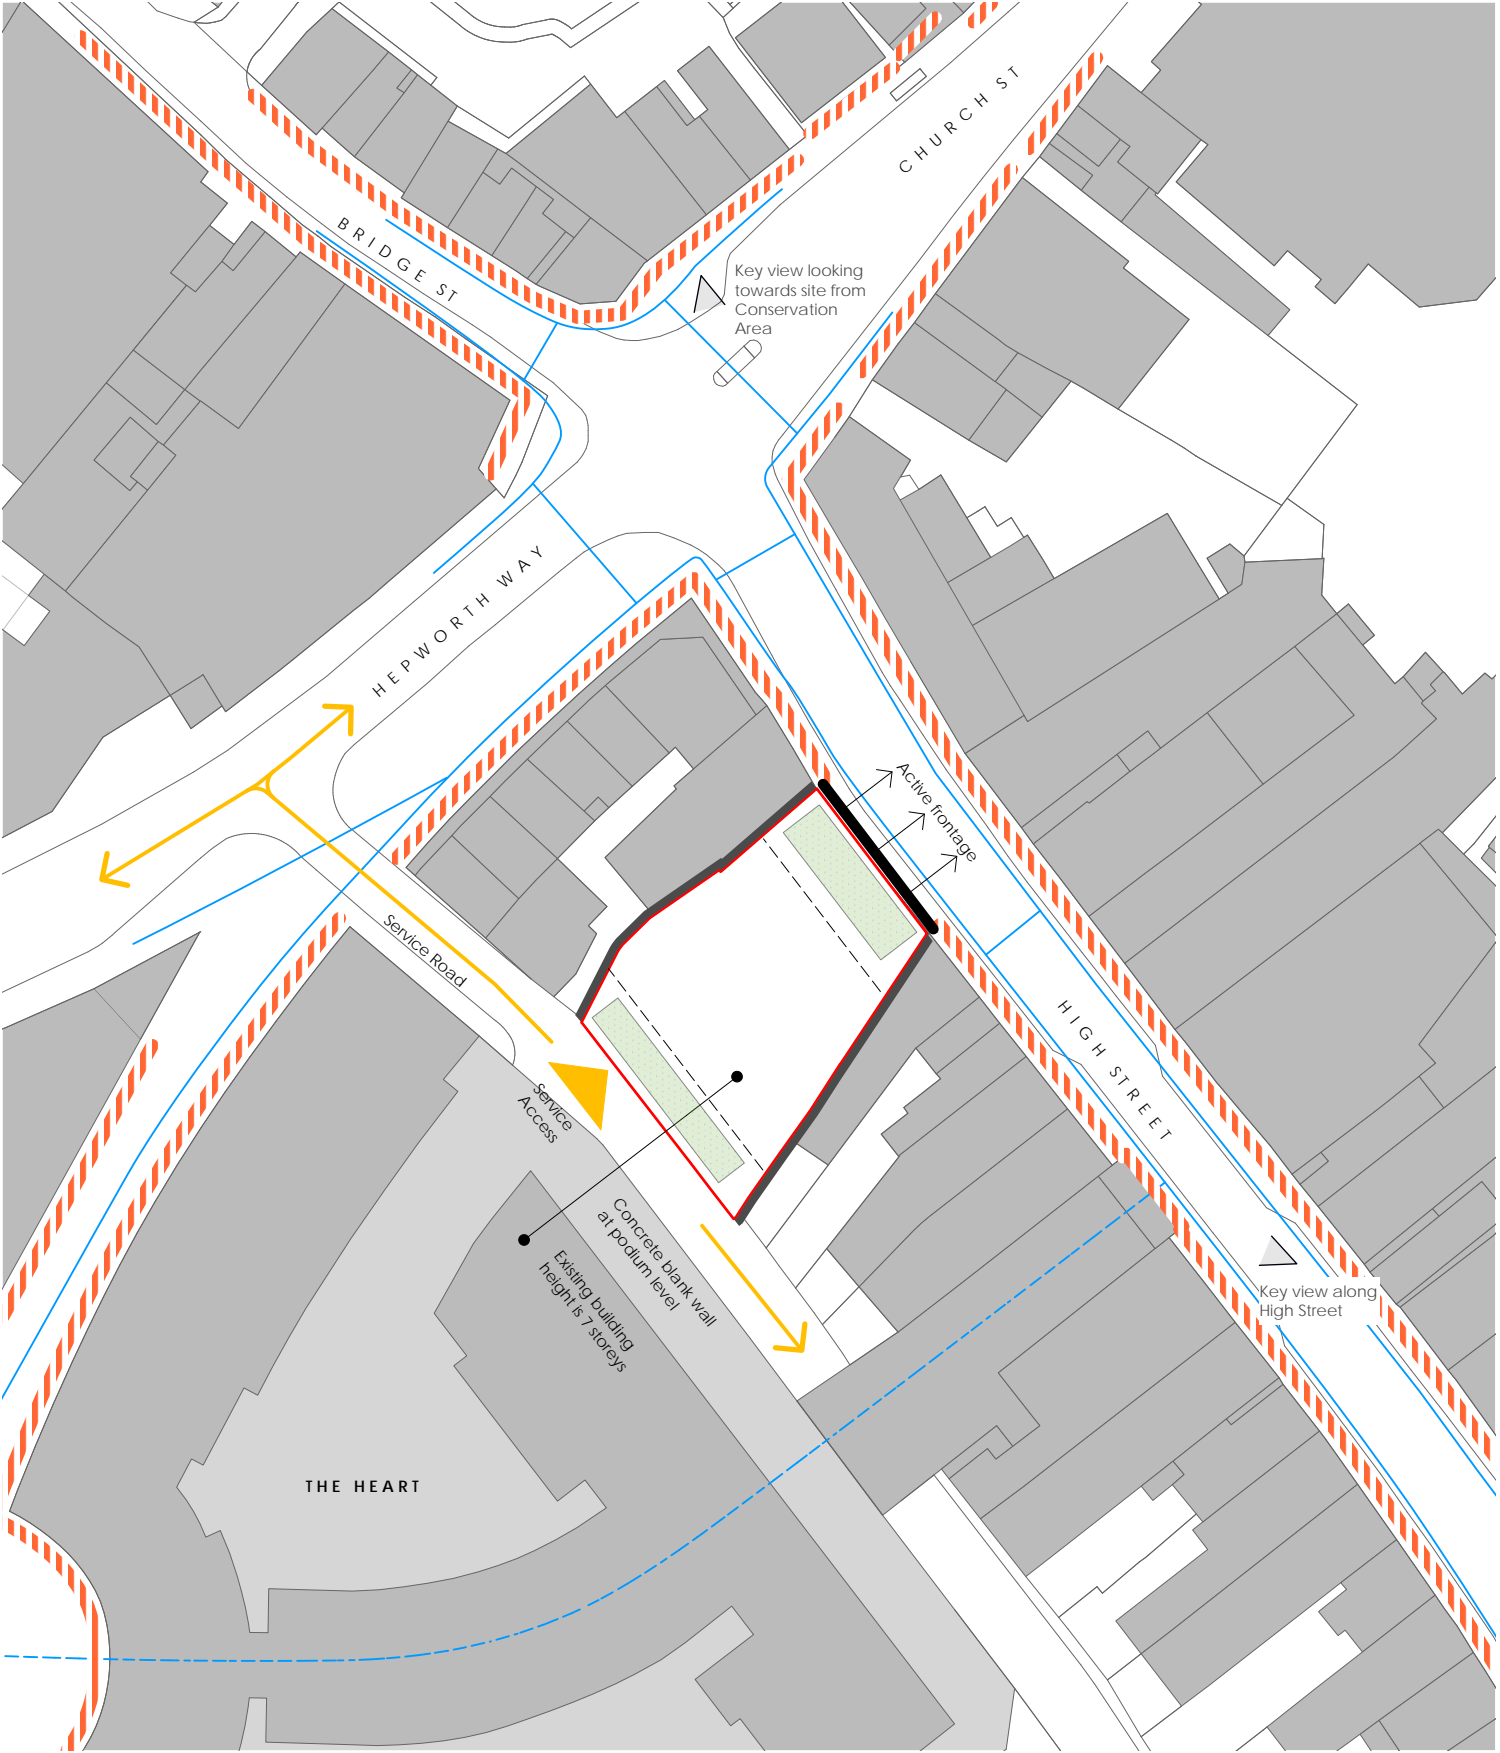 CHURCH ST
BRIDGE ST
Key view looking
towards site from
Conservation
Area
HEPWORTH WAY
Active frontage
Service Road
HIGH STREET
Service
Access
Concrete blank wall
at podium level
Existing building
height is 7 storeys
Key view along
High Street
THE HEART